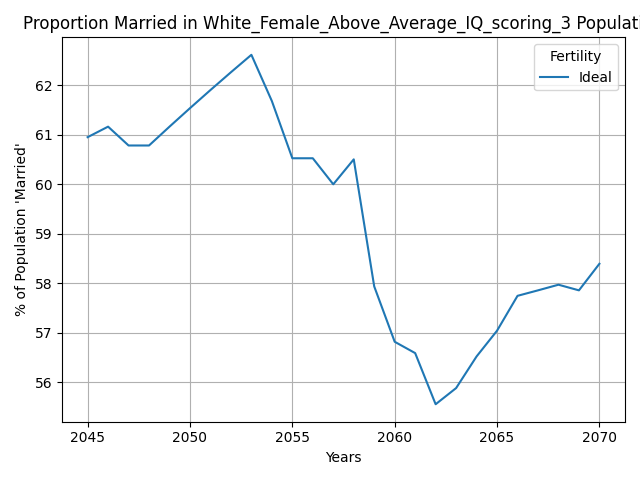 Proportion Married in White_Female_Above_Average_IQ_scoring_3 Populati
Fertility
Ideal
% of Population 'Married'
62
61
60
59
58
57
56
2045 2050 2055 2060 2065 2070
Years